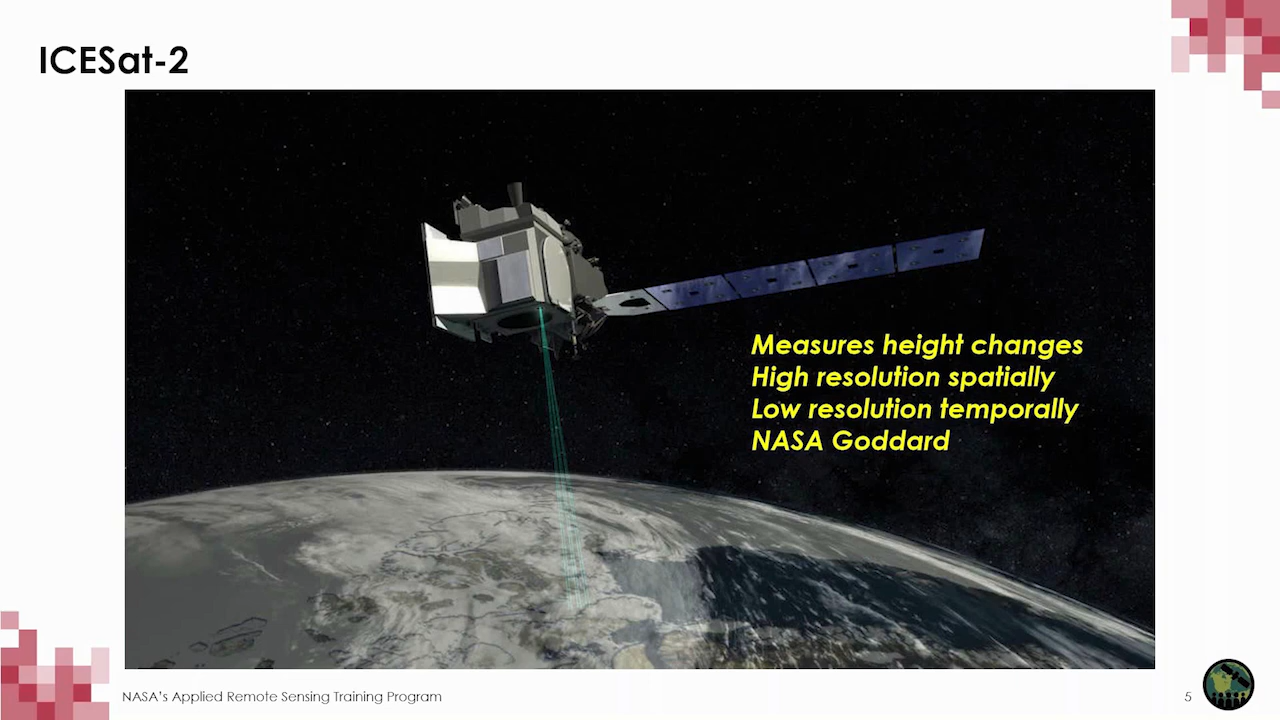 ICESat-2
Measures height changes
High resolution spatially
Low resolution temporally
NASA Goddard
NASA's Applied Remote Sensing Training Program
5